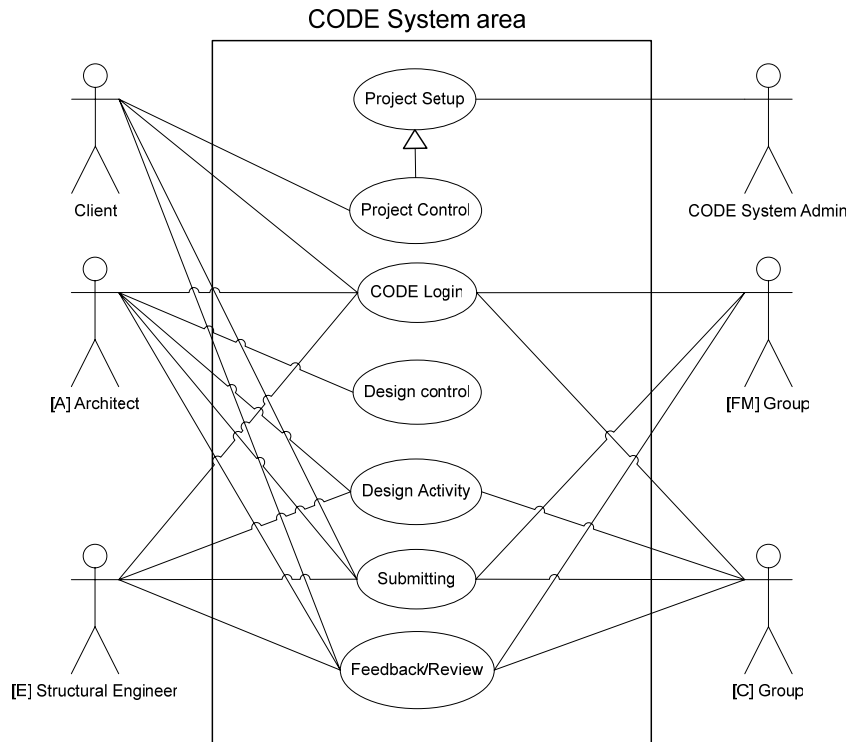 CODE System area
Project Setup
Client
Project Control
CODE System Admin
CODE Login
[A] Architect
Design control
[FM] Group
Design Activity
Submitting
Feedback/Review
[E] Structural Engineer
[C] Group